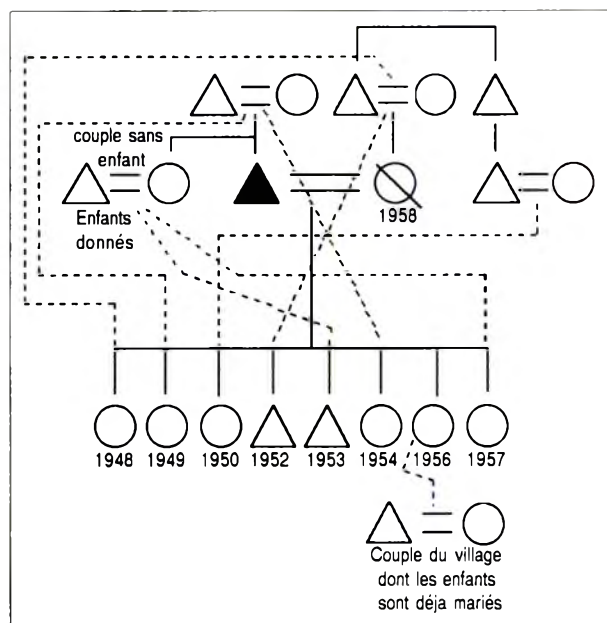 couple sans
enfant
Enfants
donnés
1958
1948 1949 1950 1952 1953 1954 1956 1957
Couple du village
dont les enfants
sont déja mariés